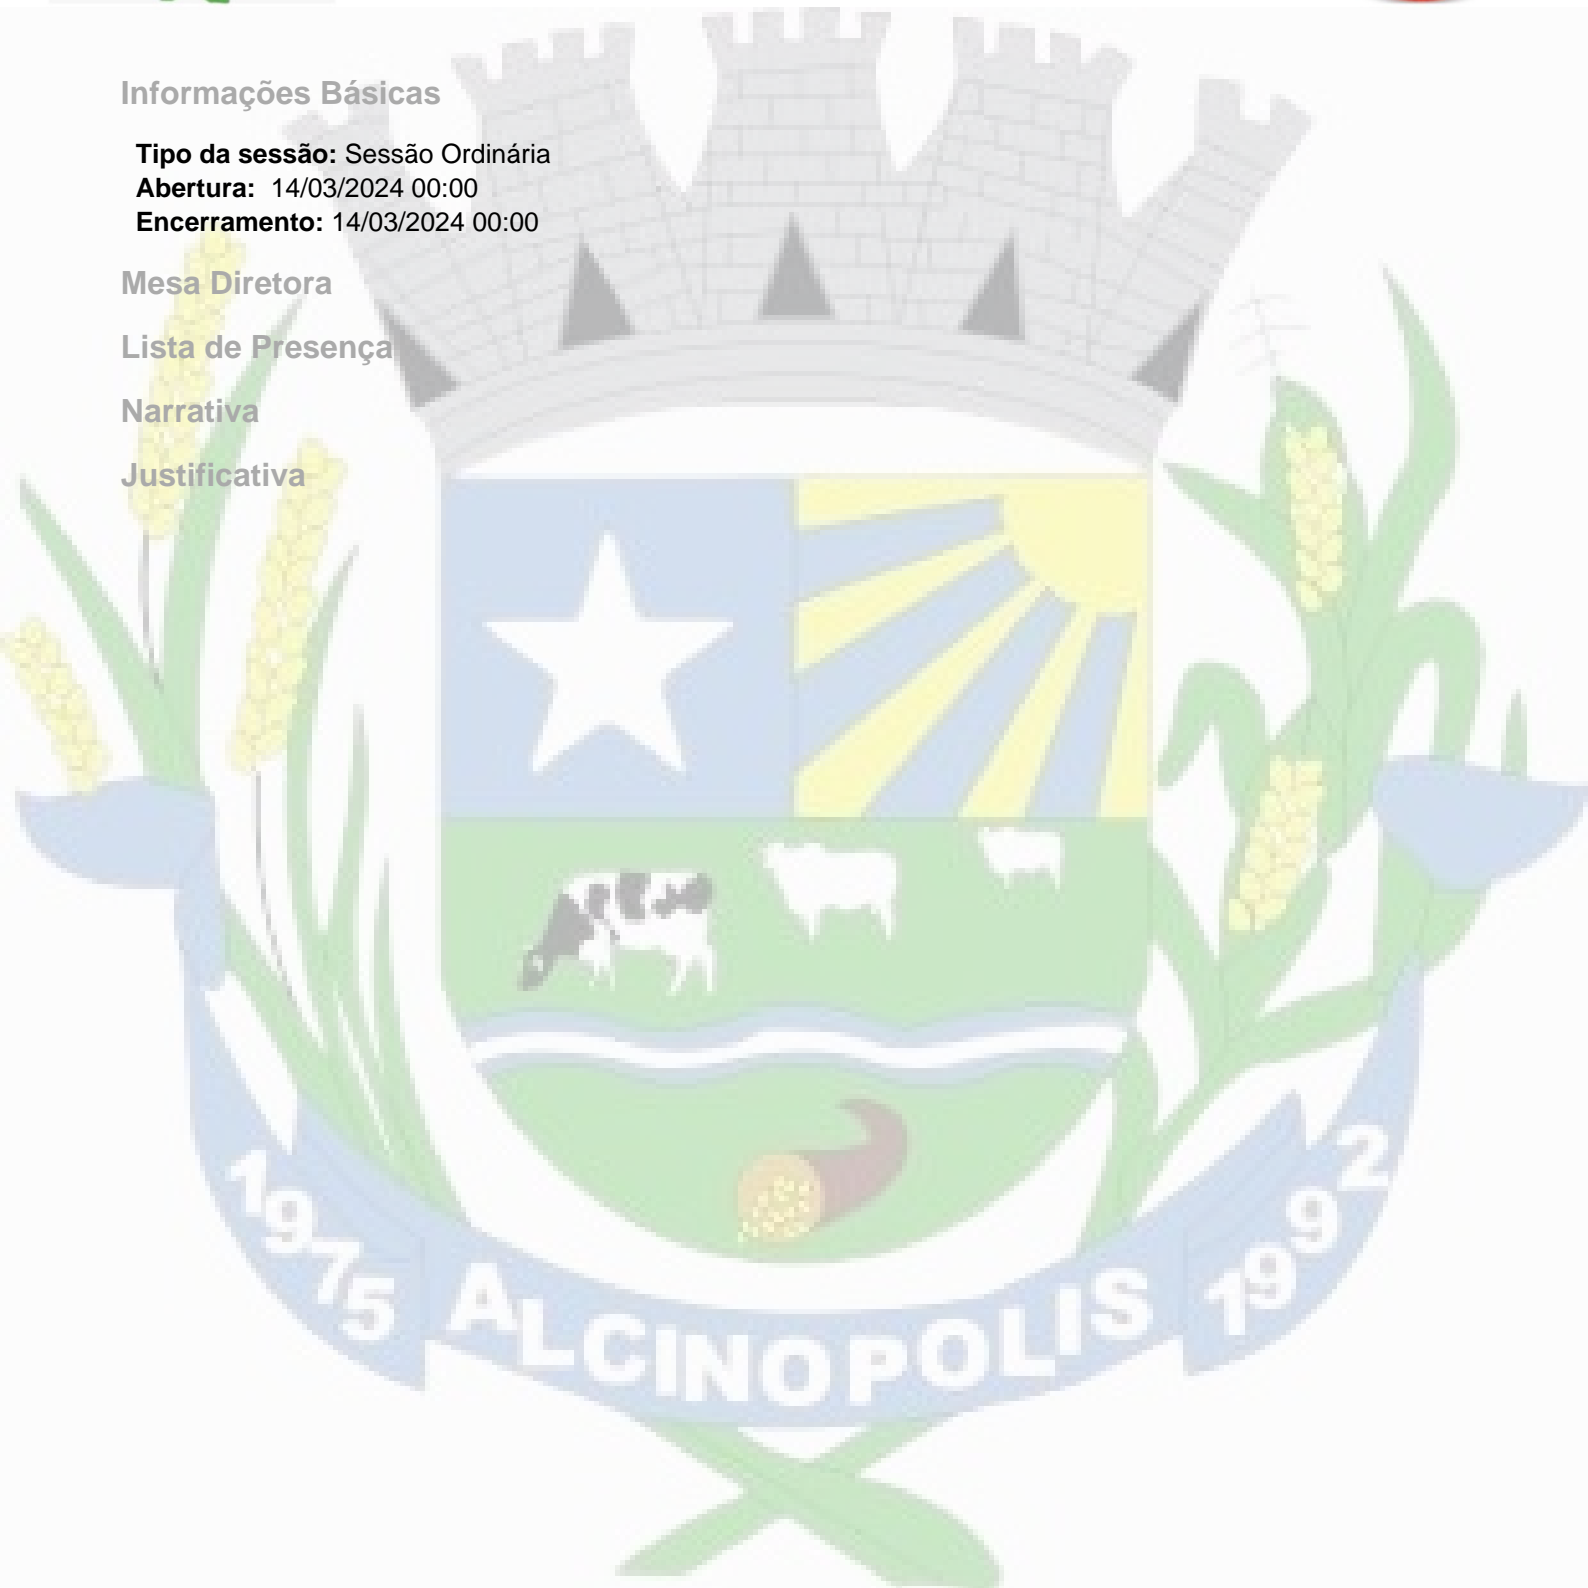 Informações Básicas
Tipo da sessão: Sessão Ordinária
Abertura: 14/03/2024 00:00
Encerramento: 14/03/2024 00:00
Mesa Diretora
Lista de Presença
Narrativa
Justificativa
1975 ALCINOPOLIS 1992